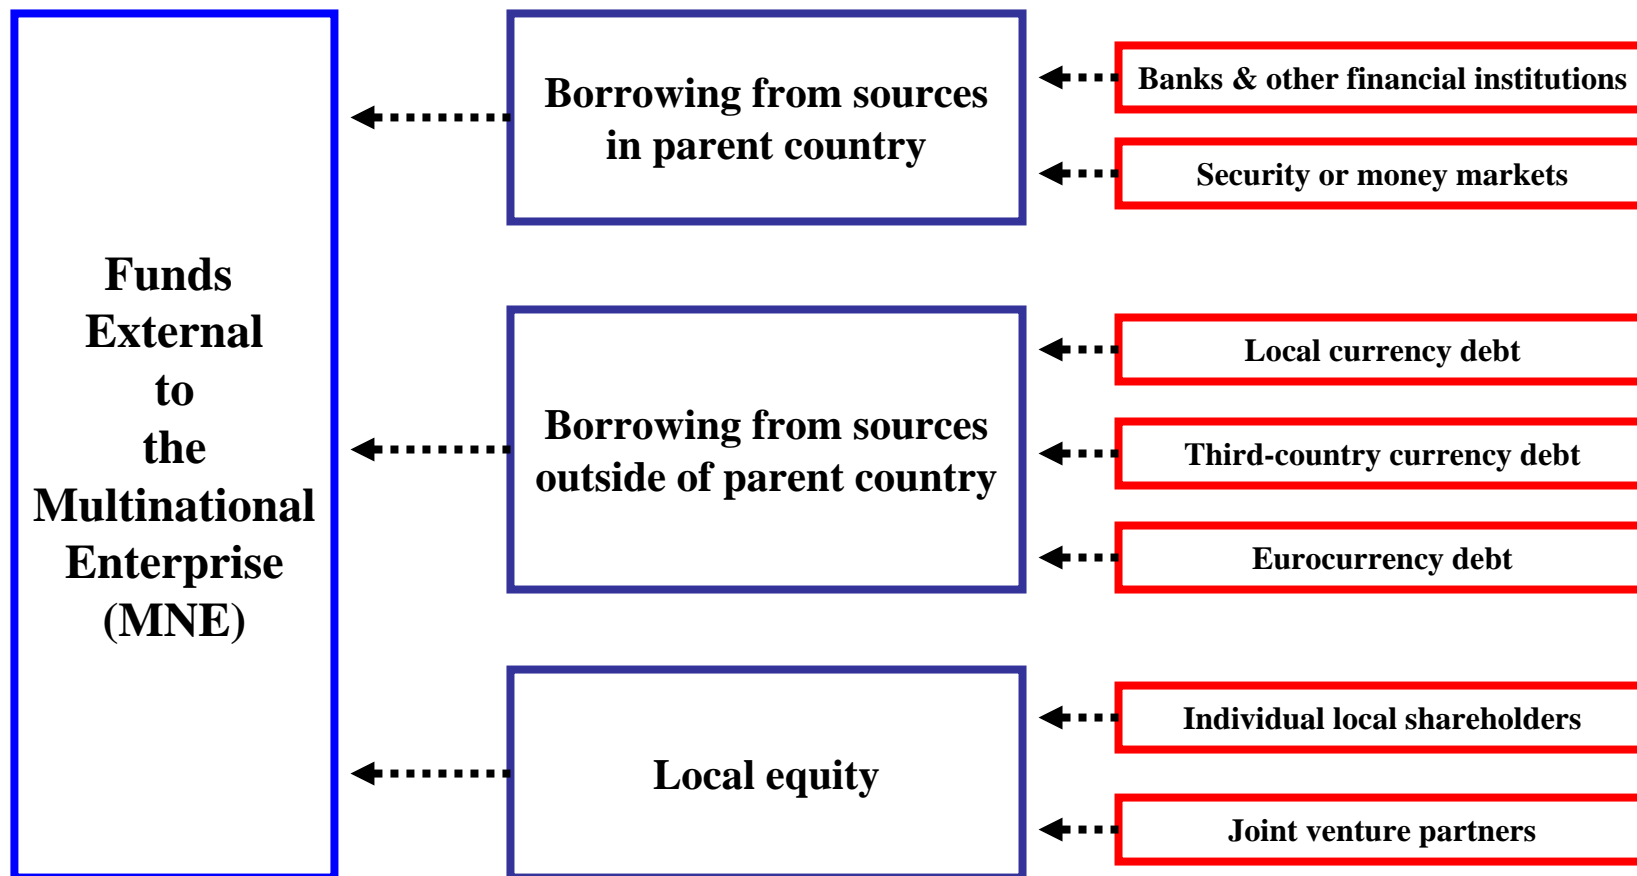 Funds
External
to
the
Multinational
Enterprise
(MNE)
Borrowing from sources
in parent country
Banks & other financial institutions
Security or money markets
Borrowing from sources
outside of parent country
Local currency debt
Third-country currency debt
Eurocurrency debt
Local equity
Individual local shareholders
Joint venture partners